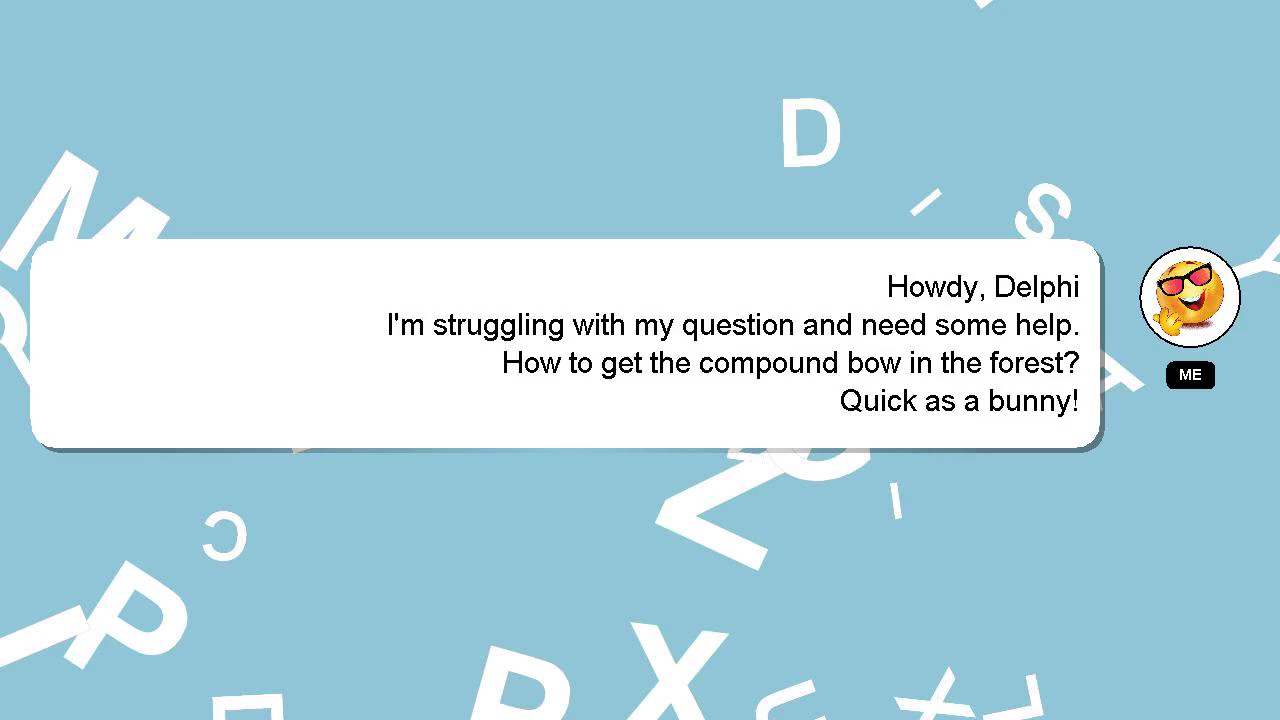 Howdy, Delphi
I'm struggling with my question and need some help.
How to get the compound bow in the forest?
Quick as a bunny!
ME
D
I
S
M
A
Z
I
C
P
P
X
U
X